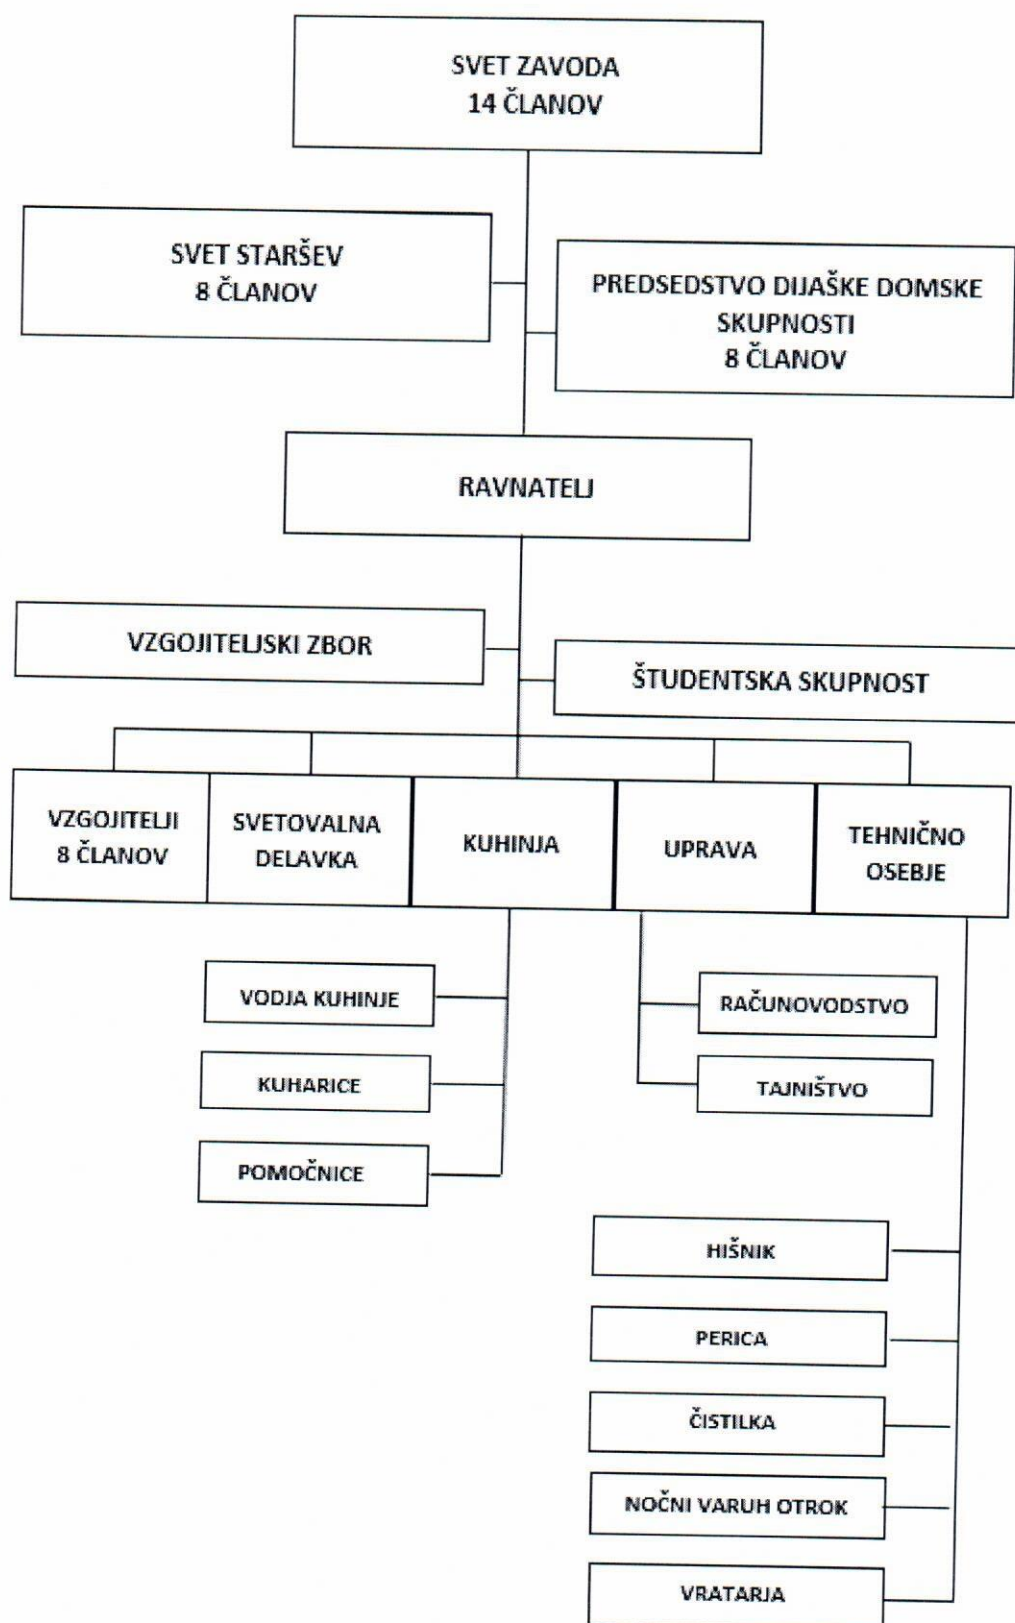 SVET ZAVODA
14 ČLANOV
SVET STARŠEV
8 ČLANOV
PREDSEDSTVO DIJAŠKE DOMSKE
SKUPNOSTI
8 ČLANOV
RAVNATELJ
VZGOJITELJSKI ZBOR
ŠTUDENTSKA SKUPNOST
VZGOJITELJI
8 ČLANOV
SVETOVALNA
DELAVKA
KUHINJA
UPRAVA
TEHNIČNO
OSEBJE
VODJA KUHINJE
RAČUNOVODSTVO
KUHARICE
TAJNIŠTVO
POMOČNICE
HIŠNIK
PERICA
ČISTILKA
NOČNI VARUH OTROK
VRATARJA